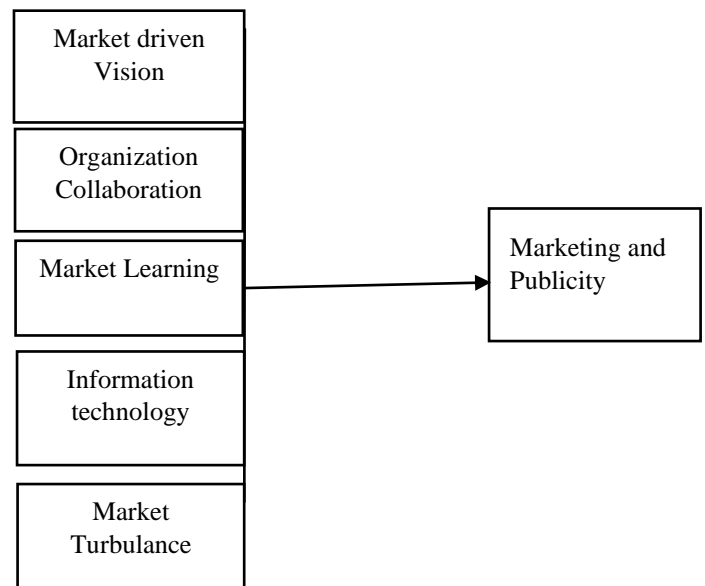 Market driven
Vision
Organization
Collaboration
Market Learning
Marketing and
Publicity
Information
technology
Market
Turbulance